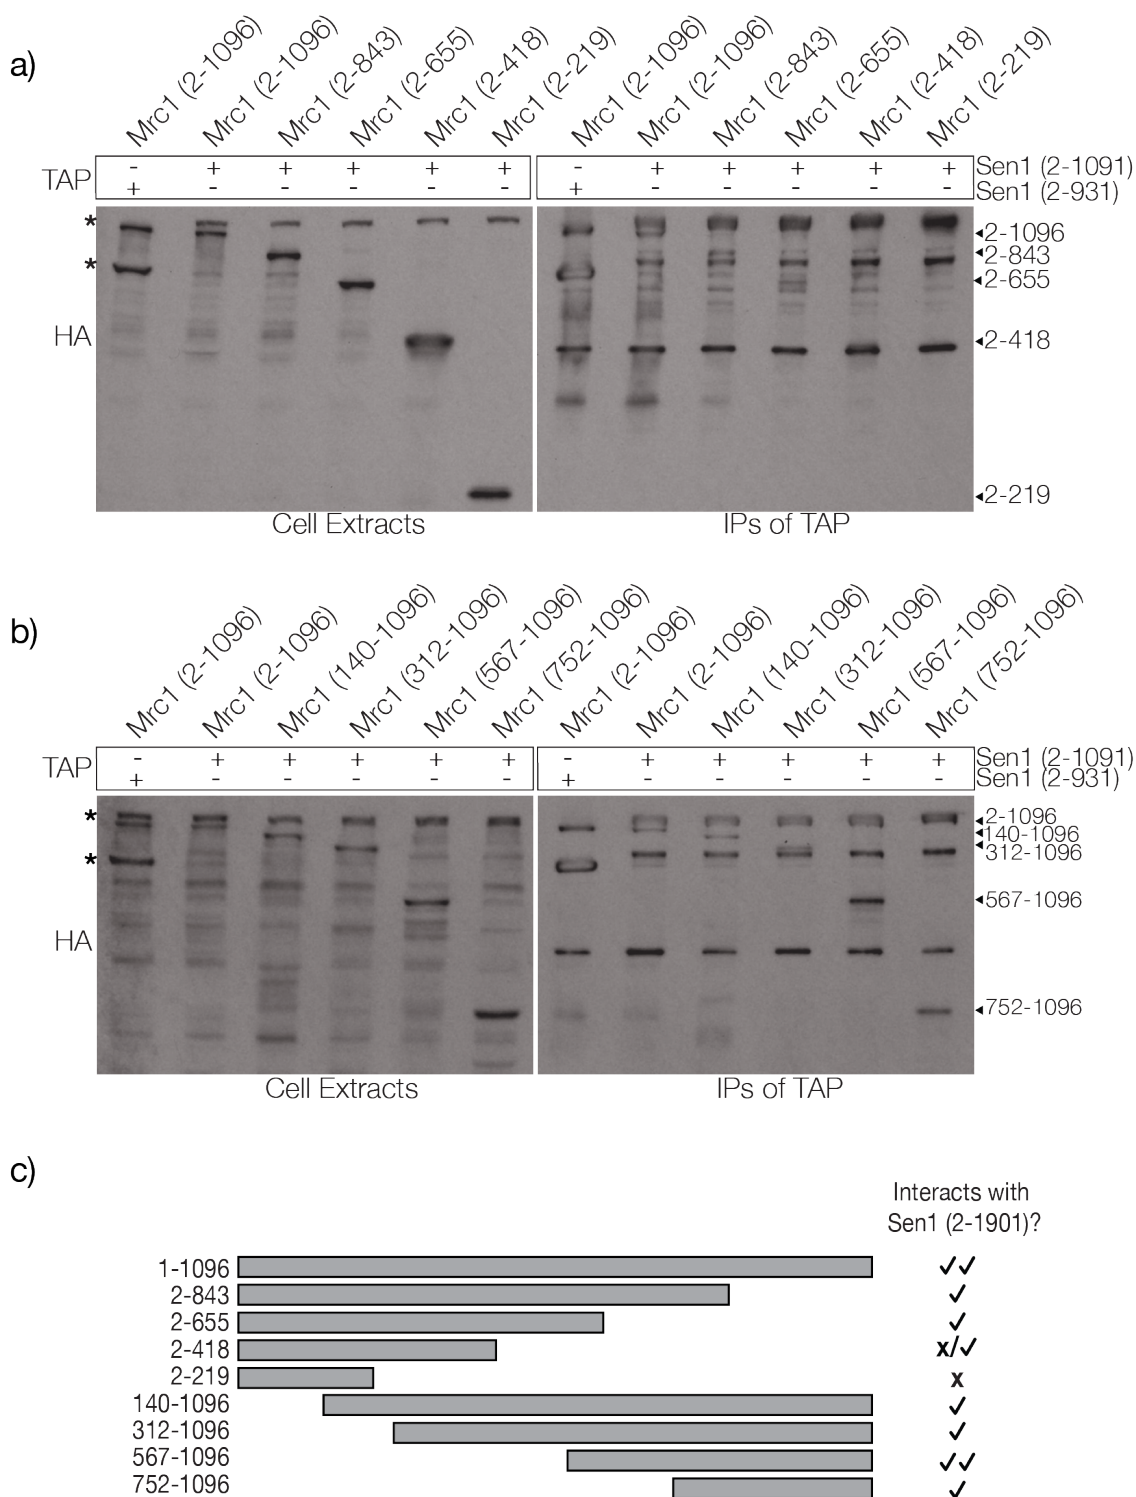 a)
Mrc1 (2-1096)
Mrc1 (2-1096)
Mrc1 (2-843)
Mrc1 (2-655)
Mrc1 (2-418)
Mrc1 (2-219)
Mrc1 (2-1096)
Mrc1 (2-1096)
Mrc1 (2-843)
Mrc1 (2-655)
Mrc1 (2-418)
Mrc1 (2-219)
TAP
- + + + + + - + + + + + Sen1 (2-1091)
+ - - - - - + - - - - - Sen1 (2-931)
*
*
HA
◂2-1096
◂2-843
◂2-655
◂2-418
◂2-219
Cell Extracts IPs of TAP
b)
Mrc1 (2-1096)
Mrc1 (2-1096)
Mrc1 (140-1096)
Mrc1 (312-1096)
Mrc1 (567-1096)
Mrc1 (752-1096)
Mrc1 (2-1096)
Mrc1 (2-1096)
Mrc1 (140-1096)
Mrc1 (312-1096)
Mrc1 (567-1096)
Mrc1 (752-1096)
TAP
- + + + + + - + + + + + Sen1 (2-1091)
+ - - - - - + - - - - - Sen1 (2-931)
*
*
HA
◂2-1096
◂140-1096
◂312-1096
◂567-1096
◂752-1096
Cell Extracts IPs of TAP
c)
Interacts with
Sen1 (2-1901)?
1-1096 ✓✓
2-843 ✓
2-655 ✓
2-418 x/✓
2-219 x
140-1096 ✓
312-1096 ✓
567-1096 ✓✓
752-1096 ✓